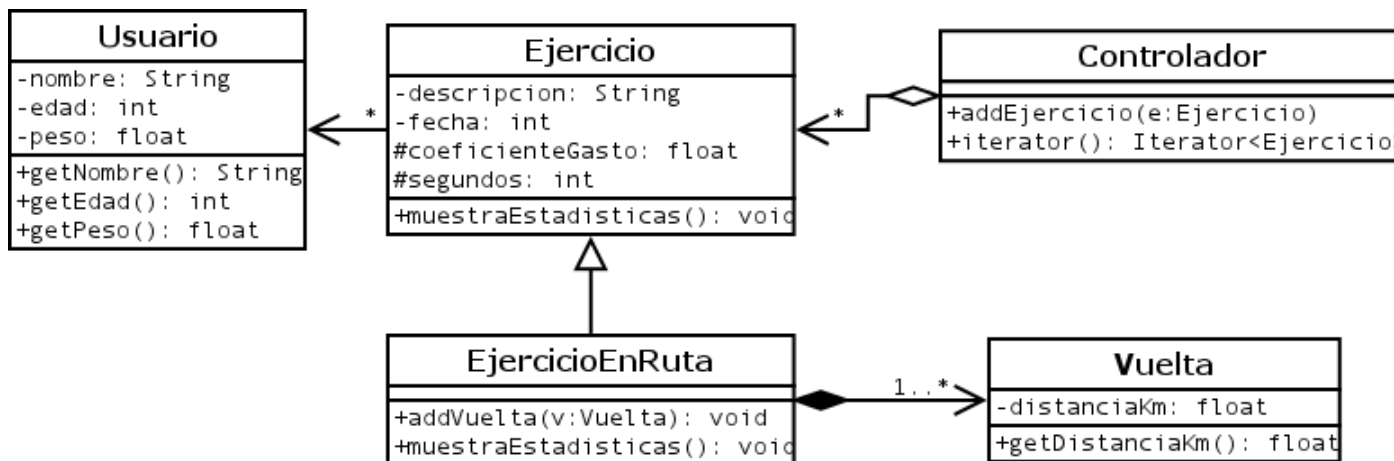 Usuario
-nombre: String
-edad: int
-peso: float
+getNombre(): String
+getEdad(): int
+getPeso(): float
*
Ejercicio
-descripcion: String
-fecha: int
#coeficienteGasto: float
#segundos: int
+muestraEstadisticas(): void
*
Controlador
+addEjercicio(e:Ejercicio)
+iterator(): Iterator<Ejercicio>
EjercicioEnRuta
+addVuelta(v:Vuelta): void
+muestraEstadisticas(): void
1..*
Vuelta
-distanciaKm: float
+getDistanciaKm(): float